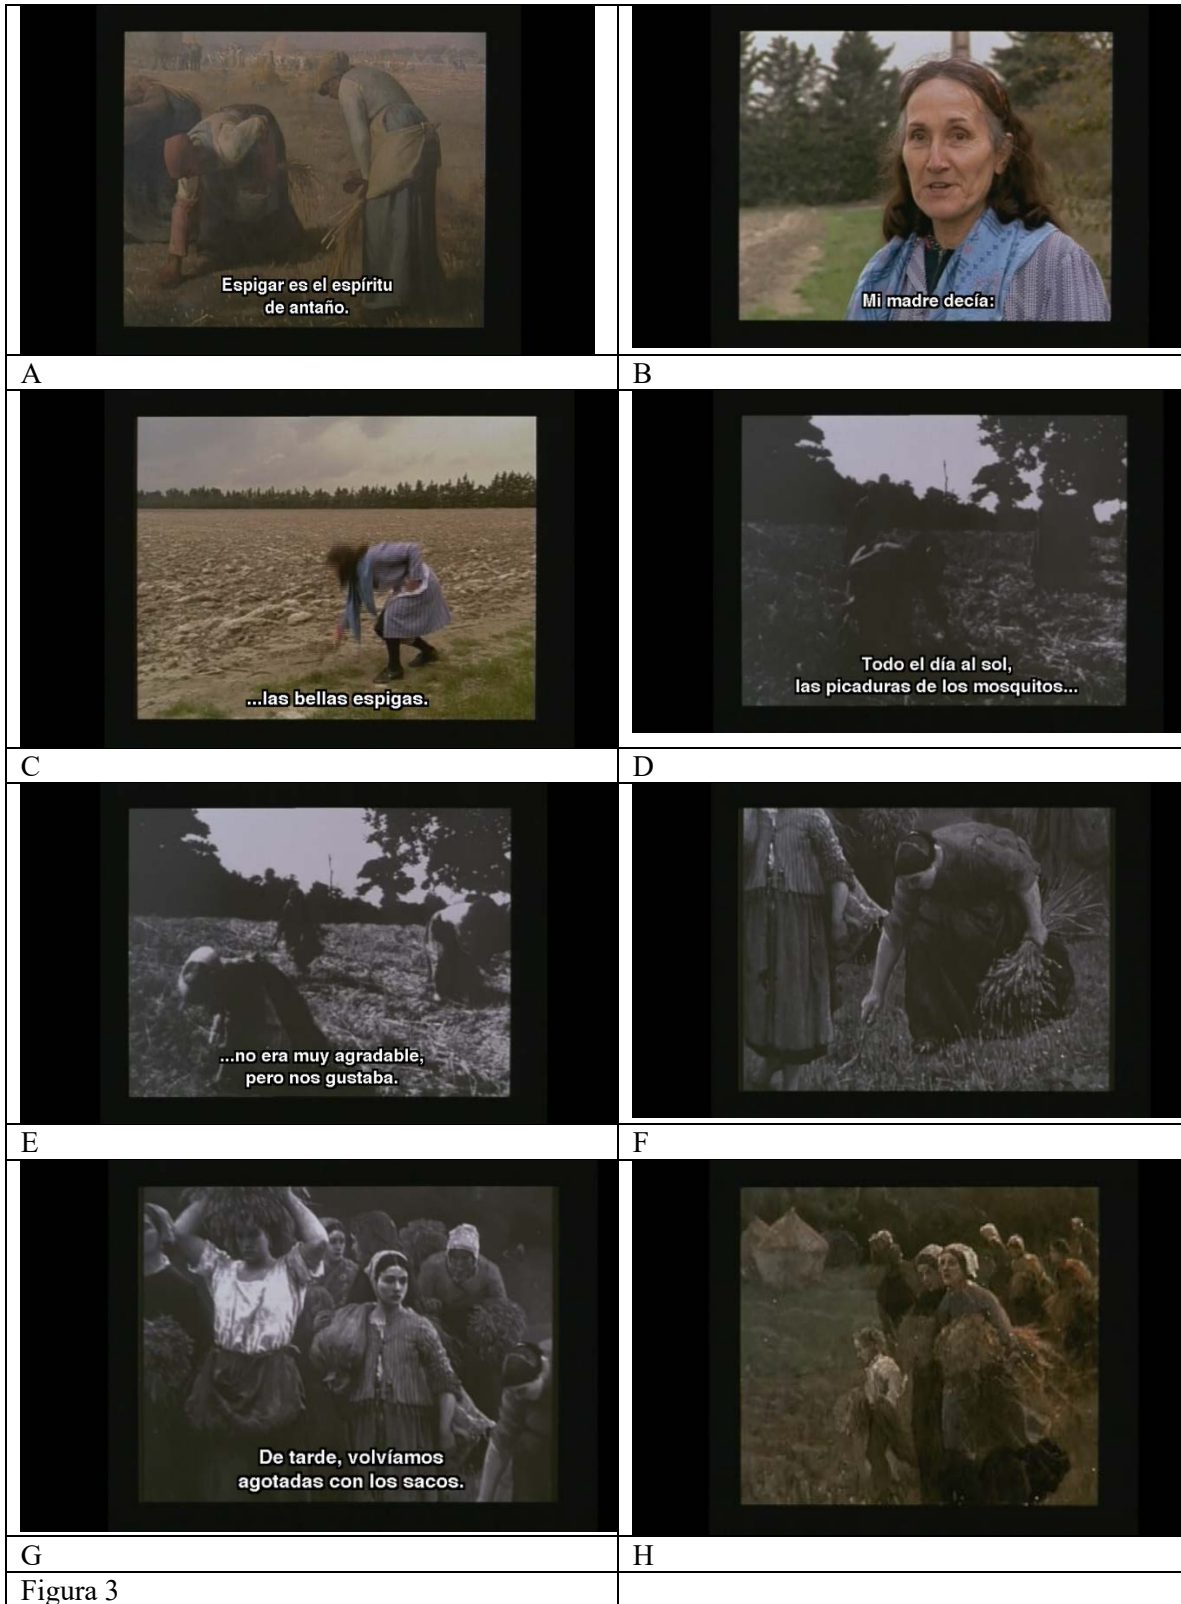 Espigar es el espíritu
de antaño.
Mi madre decía:
A
B
...las bellas espigas.
Todo el día al sol,
las picaduras de los mosquitos...
C
D
...no era muy agradable,
pero nos gustaba.
E
F
De tarde, volvíamos
agotadas con los sacos.
G
H
Figura 3